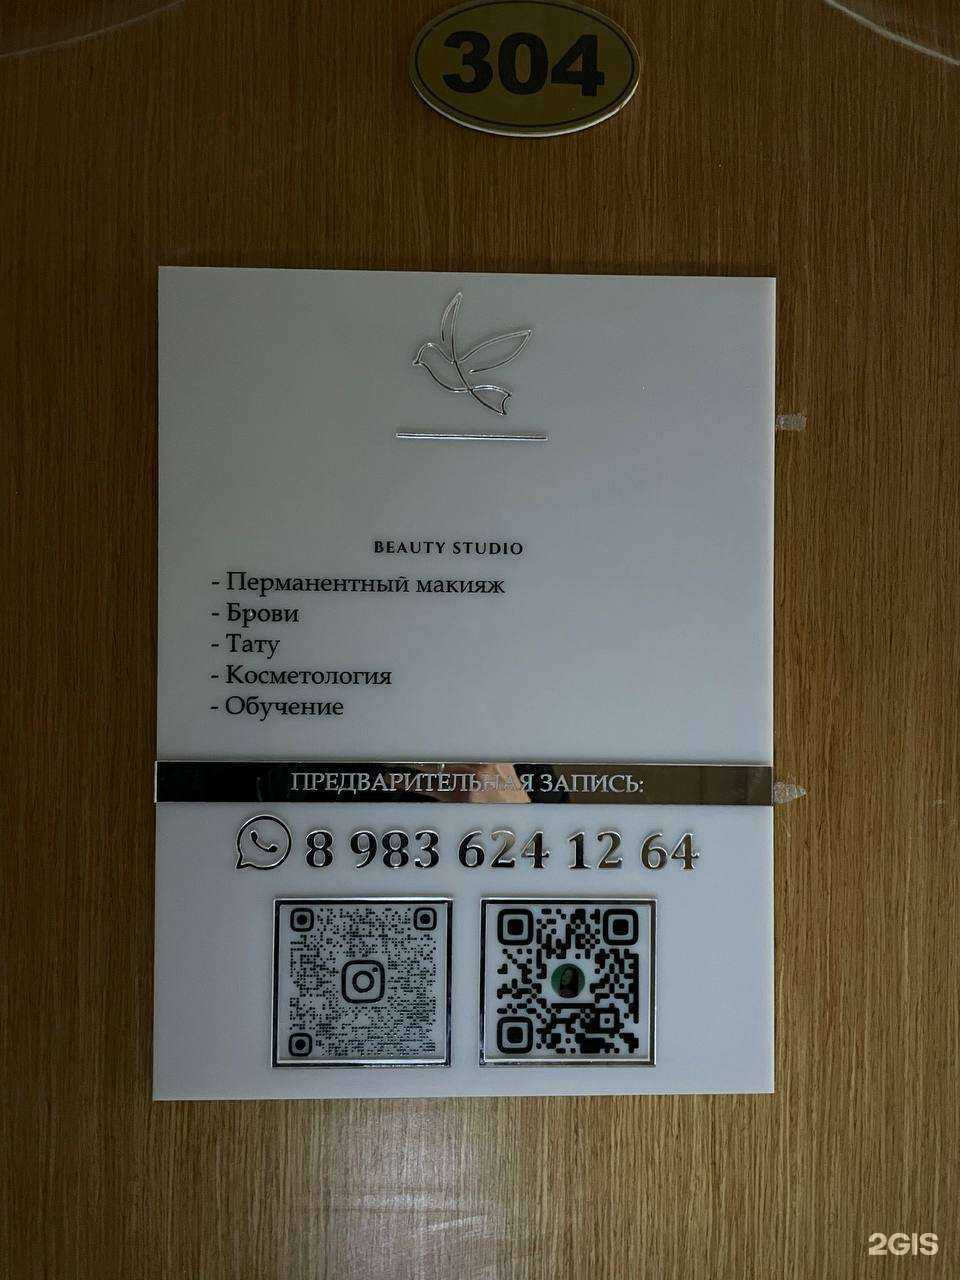 304
BEAUTY STUDIO
- Перманентный макияж
- Брови
- Тату
- Косметология
- Обучение
ПРЕДВАРИТЕЛЬНАЯ ЗАПИСЬ:
8 983 624 12 64
2GIS